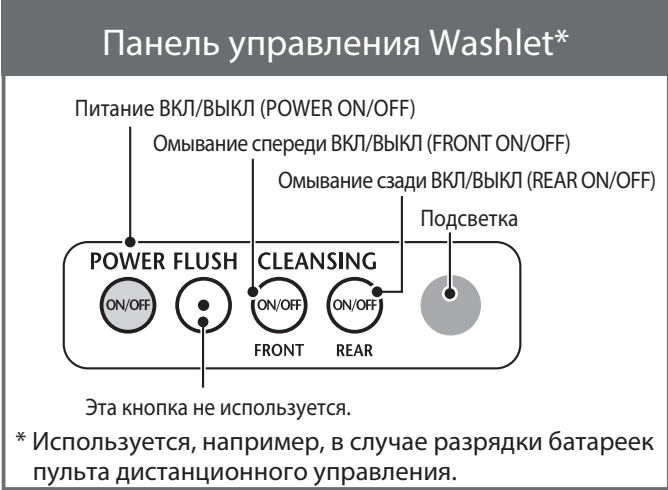 Панель управления Washlet*
Питание ВКЛ/ВЫКЛ (POWER ON/OFF)
Омывание спереди ВКЛ/ВЫКЛ (FRONT ON/OFF)
Омывание сзади ВКЛ/ВЫКЛ (REAR ON/OFF)
Подсветка
POWER FLUSH CLEANSING
ON/OFF ON/OFF ON/OFF
FRONT REAR
Эта кнопка не используется.
* Используется, например, в случае разрядки батареек
пульта дистанционного управления.